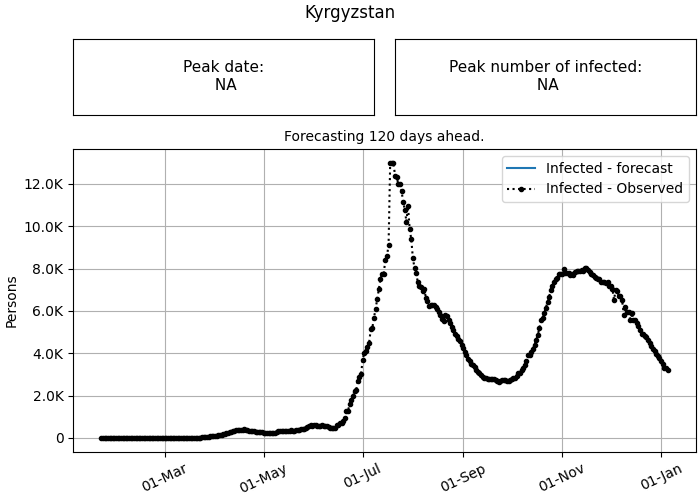 Kyrgyzstan
Peak date:
NA
Peak number of infected:
NA
Forecasting 120 days ahead.
Infected - forecast
Infected - Observed
Persons
12.0K
10.0K
8.0K
6.0K
4.0K
2.0K
0
01-Mar
01-May
01-Jul
01-Sep
01-Nov
01-Jan